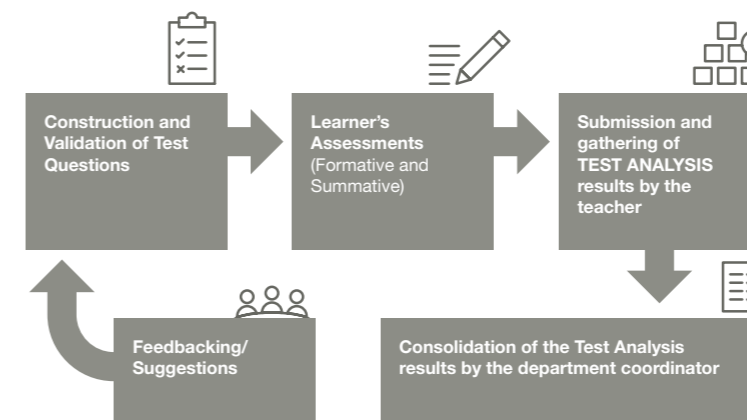 Construction and
Validation of Test
Questions
Learner's
Assessments
(Formative and
Summative)
Submission and
gathering of
TEST ANALYSIS
results by the
teacher
Feedbacking/
Suggestions
Consolidation of the Test Analysis
results by the department coordinator